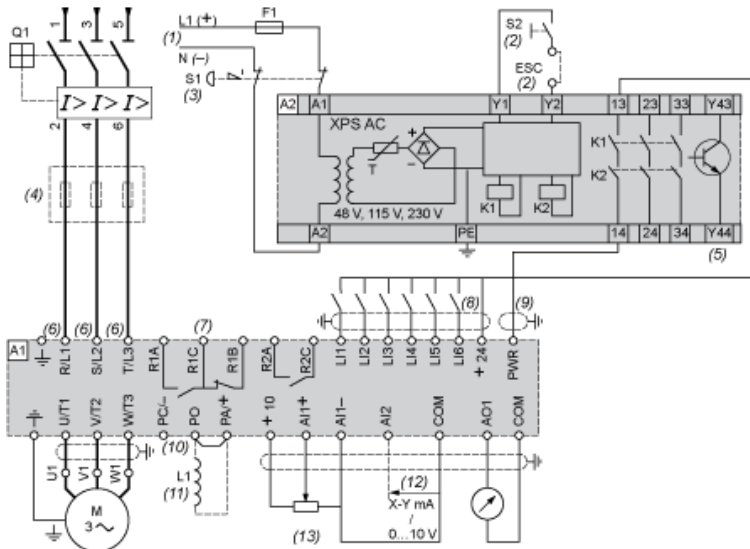 1 3 5
Q1
I> I> I>
2 4 6
(4)
L1 (+) F1
(1)
N (–)
S1
(3)
S2
(2)
ESC
(2)
A2 A1 Y1 Y2 13 23 33 Y43
XPS AC
+
T
–
K1
K2
K1 K2
48 V, 115 V, 230 V
A2 PE 14 24 34 Y44
(5)
(6) (6) (6) (7) (8) (9)
A1
R/L1 S/L2 T/L3 R1A R1C R1B R2A R2C LI1 LI2 LI3 LI4 LI5 LI6 + 24 PWR
U/T1 V/T2 W/T3 PC/– PO PA/+ + 10 AI1+ AI1– AI2 COM AO1 COM
(10)
U1 V1 W1
L1
(11)
(12)
X-Y mA
/
0...10 V
M
3 ~
(13)